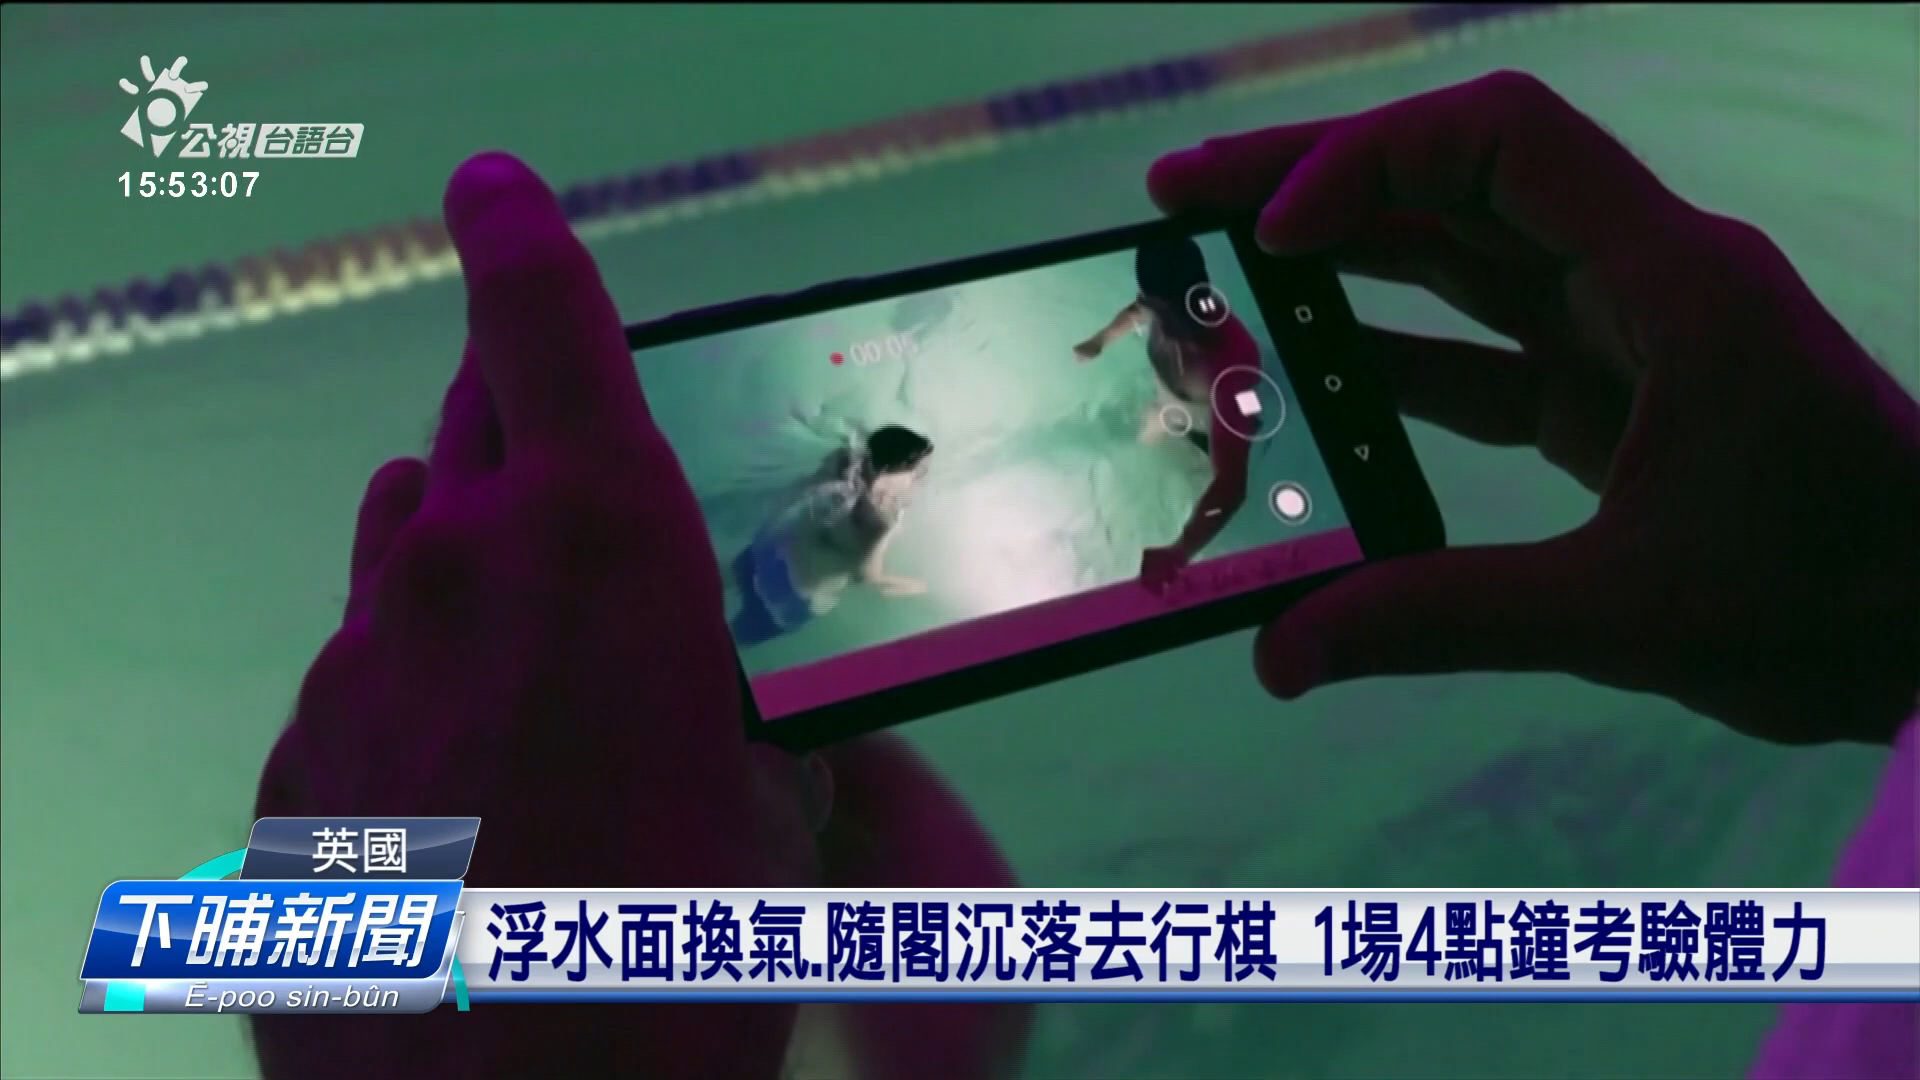 公視台語台
15:53:07
00:05
英國
下晡新聞
Ē-poo sin-bûn
浮水面換氣.隨閣沉落去行棋 1場4點鐘考驗體力